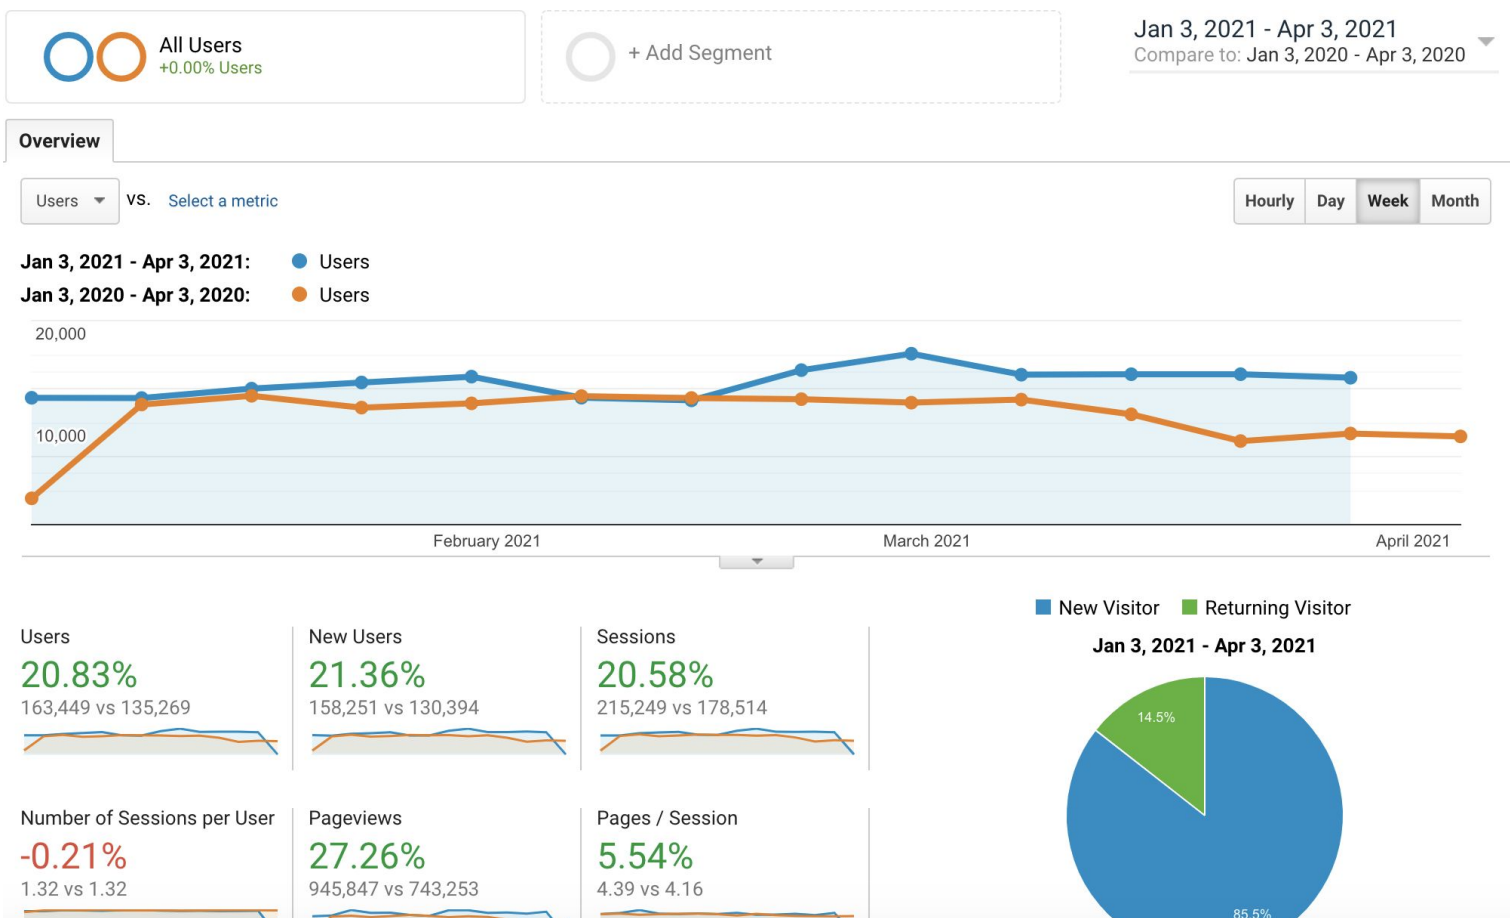 All Users
+0.00% Users
+ Add Segment
Jan 3, 2021 - Apr 3, 2021
Compare to: Jan 3, 2020 - Apr 3, 2020
Overview
Users VS. Select a metric
Hourly Day Week Month
Jan 3, 2021 - Apr 3, 2021: Users
Jan 3, 2020 - Apr 3, 2020: Users
20,000
10,000
February 2021 March 2021 April 2021
New Visitor Returning Visitor
Jan 3, 2021 - Apr 3, 2021
14.5%
85.5%
Users
20.83%
163,449 vs 135,269
New Users
21.36%
158,251 vs 130,394
Sessions
20.58%
215,249 vs 178,514
Number of Sessions per User
-0.21%
1.32 vs 1.32
Pageviews
27.26%
945,847 vs 743,253
Pages / Session
5.54%
4.39 vs 4.16